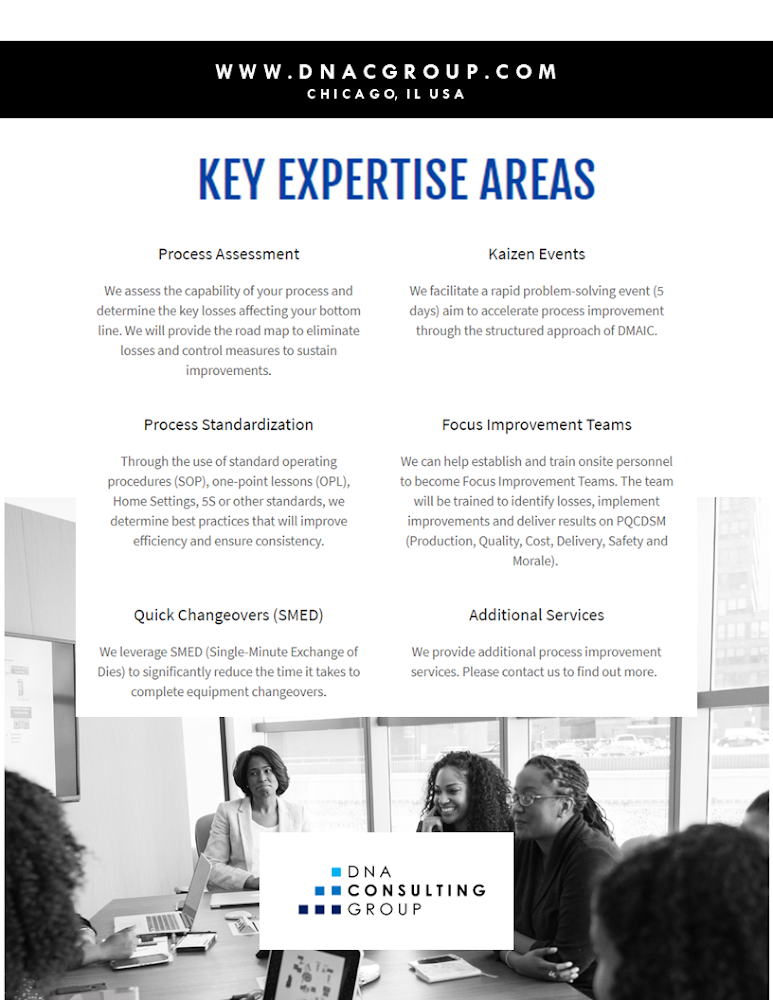 WWW.DNACGROUP.COM
CHICAGO, IL USA
KEY EXPERTISE AREAS
Process Assessment
We assess the capability of your process and
determine the key losses affecting your bottom
line. We will provide the road map to eliminate
losses and control measures to sustain
improvements.
Kaizen Events
We facilitate a rapid problem-solving event (5
days) aim to accelerate process improvement
through the structured approach of DMAIC.
Process Standardization
Through the use of standard operating
procedures (SOP), one-point lessons (OPL),
Home Settings, 5S or other standards, we
determine best practices that will improve
efficiency and ensure consistency.
Focus Improvement Teams
We can help establish and train onsite personnel
to become Focus Improvement Teams. The team
will be trained to identify losses, implement
improvements and deliver results on PQCDSM
(Production, Quality, Cost, Delivery, Safety and
Morale).
Quick Changeovers (SMED)
We leverage SMED (Single-Minute Exchange of
Dies) to significantly reduce the time it takes to
complete equipment changeovers.
Additional Services
We provide additional process improvement
services. Please contact us to find out more.
DNA
CONSULTING
GROUP